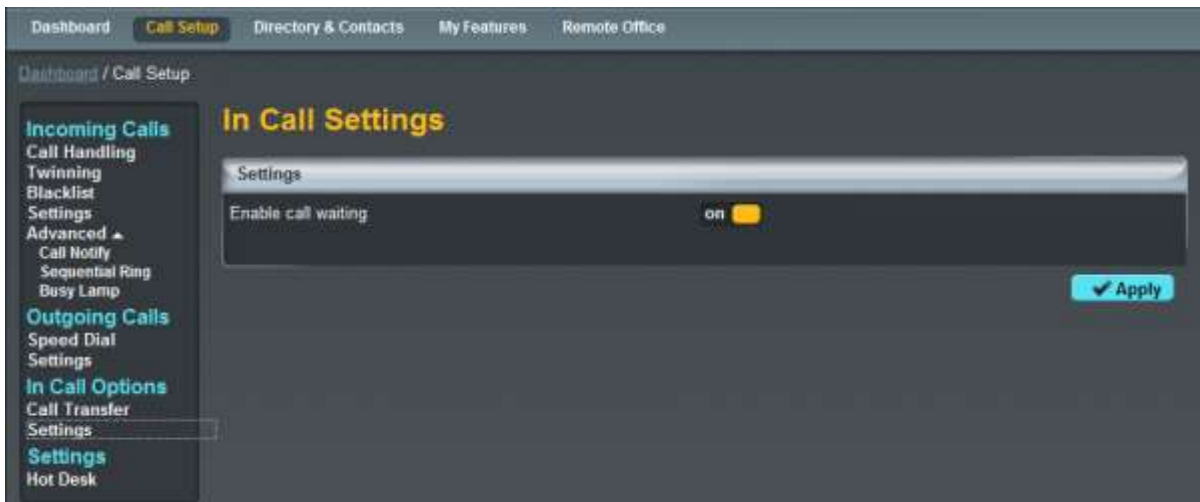 Dashboard Call Setup Directory & Contacts My Features Remote Office
Dashboard / Call Setup
Incoming Calls
Call Handling
Twinning
Blacklist
Settings
Advanced
Call Notify
Sequential Ring
Busy Lamp
Outgoing Calls
Speed Dial
Settings
In Call Options
Call Transfer
Settings
Settings
Hot Desk
In Call Settings
Settings
Enable call waiting on
Apply